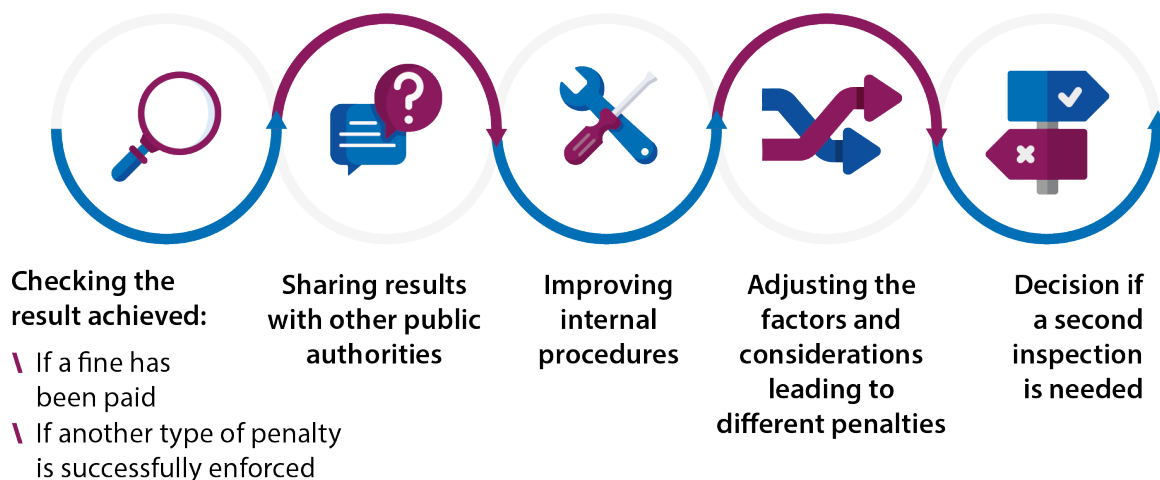 Checking the
result achieved:
\ If a fine has
been paid
\ If another type of penalty
is successfully enforced
Sharing results
with other public
authorities
Improving
internal
procedures
Adjusting the
factors and
considerations
leading to
different penalties
Decision if
a second
inspection
is needed